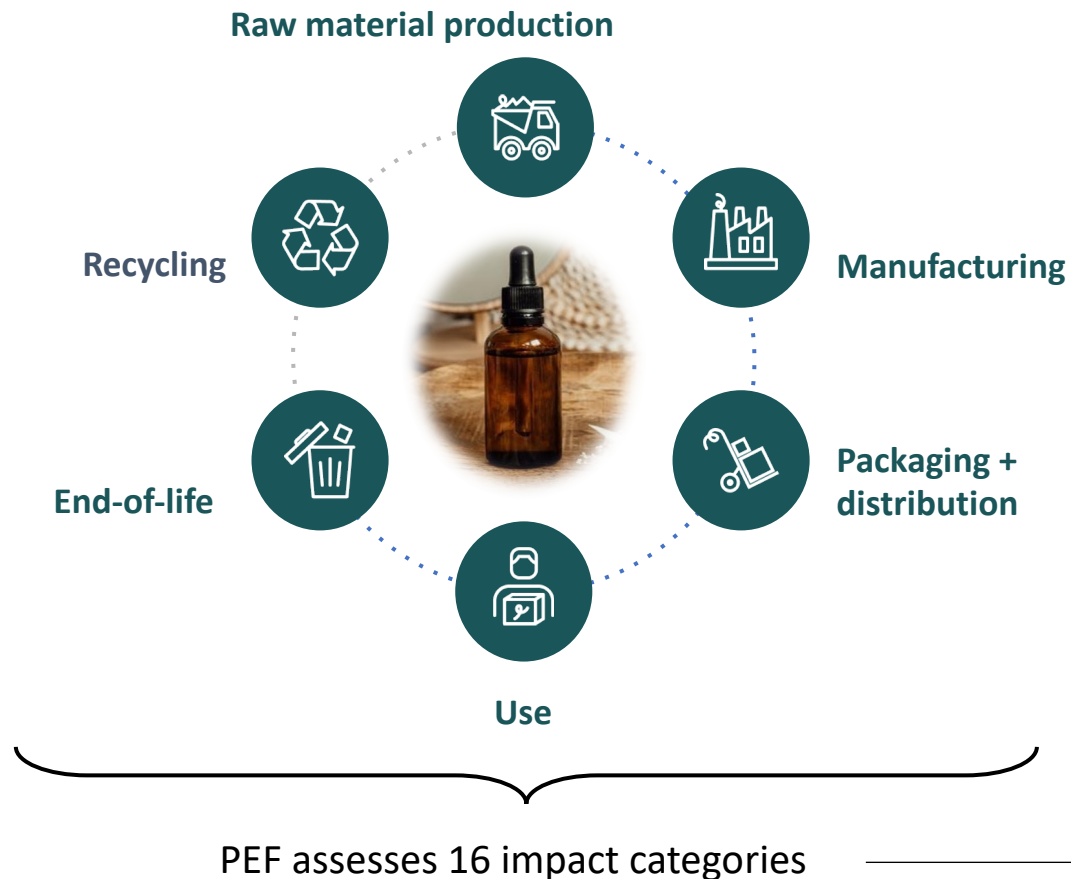 Raw material production
Manufacturing
Packaging +
distribution
Use
End-of-life
Recycling
PEF assesses 16 impact categories